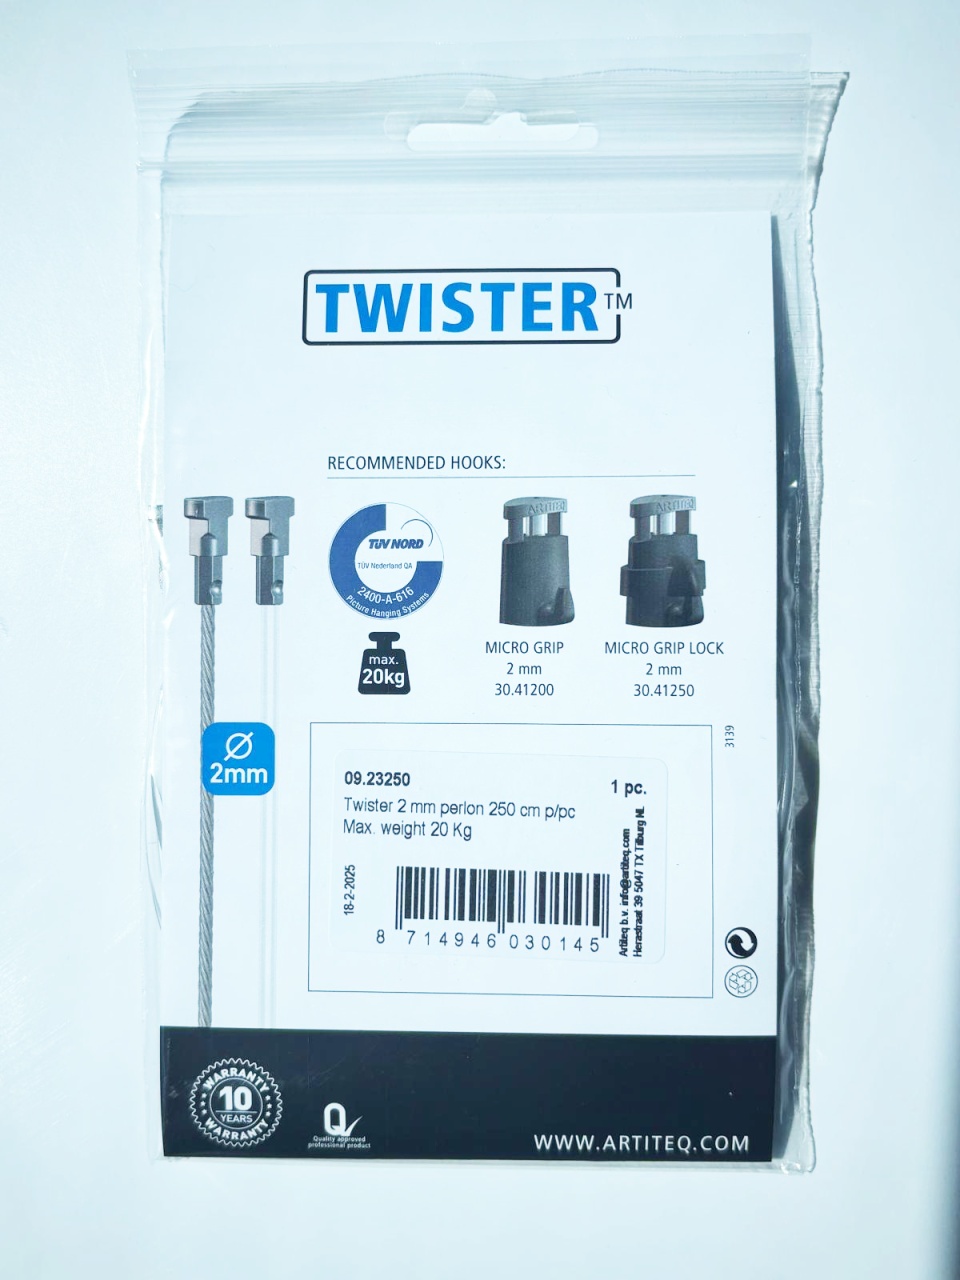 TWISTER™
RECOMMENDED HOOKS:
TÜV NORD
TÜV Nederland QA
2400-A-616
Picture Hanging Systems
max.
20kg
ARTITEQ
MICRO GRIP
2 mm
30.41200
ARTITEQ
MICRO GRIP LOCK
2 mm
30.41250
Ø
2mm
3139
09.23250
1 pc.
Twister 2 mm perlon 250 cm p/pc
Max. weight 20 Kg
18-2-2025
8 714946 030145
Artiteq b.v. info@artiteq.com
Herastraat 39 5047 TX Tilburg NL
WARRANTY
10
YEARS
WARRANTY
Q
Quality approved
professional product
WWW.ARTITEQ.COM